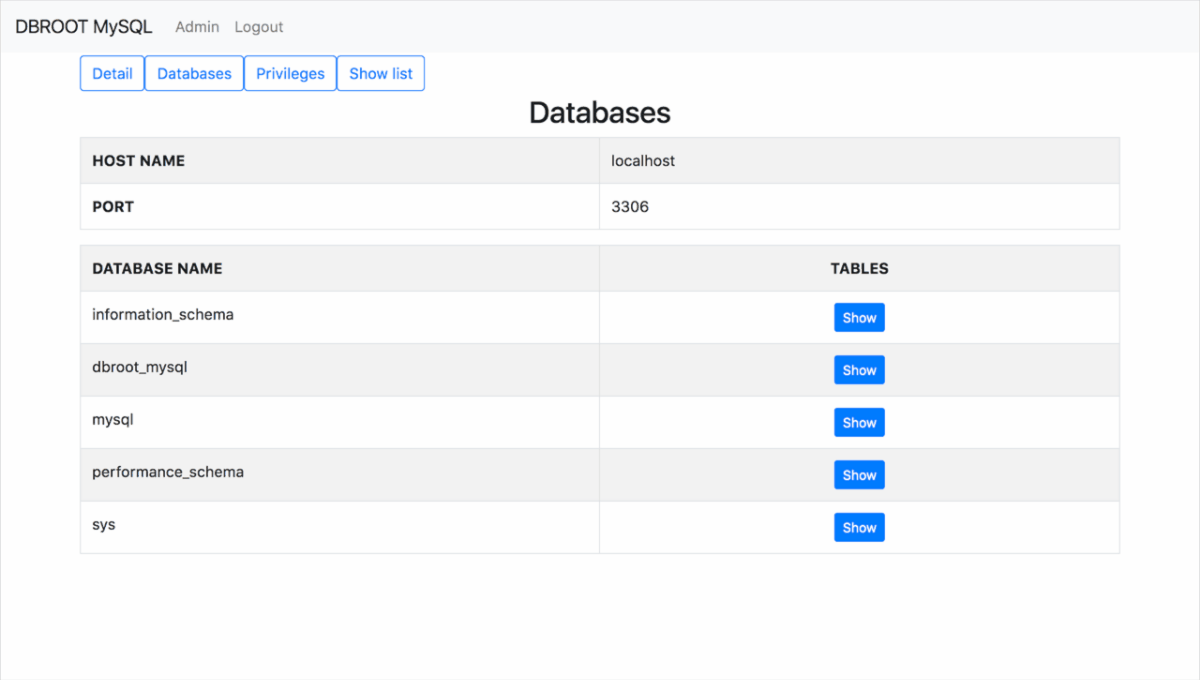 DBROOT MySQL Admin Logout
Detail Databases Privileges Show list
Databases
HOST NAME localhost
PORT 3306
DATABASE NAME TABLES
information_schema Show
dbroot_mysql Show
mysql Show
performance_schema Show
sys Show